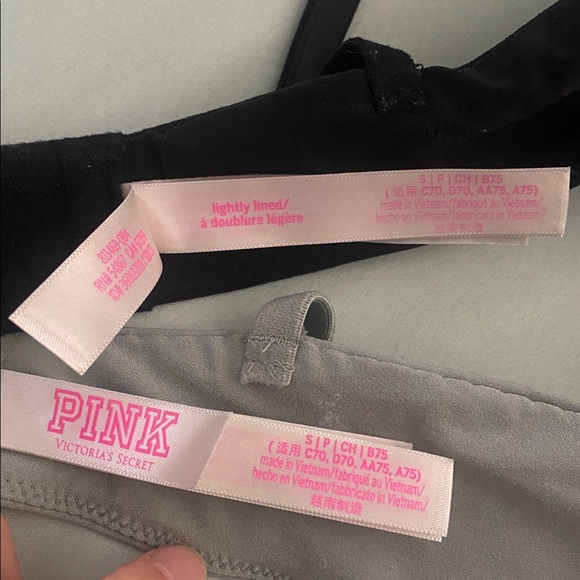 lightly lined/
à doublure légère
S | P | CH | B75
(适用 C70, D70, AA75, A75)
made in Vietnam/fabriqué au Vietnam/
hecho en Vietnam/fabbricato in Vietnam/
越南制造
RN# 54867
PINK
VICTORIA'S SECRET
S | P | CH | B75
(适用 C70, D70, AA75, A75)
made in Vietnam/fabriqué au Vietnam/
hecho en Vietnam/fabbricato in Vietnam/
越南制造